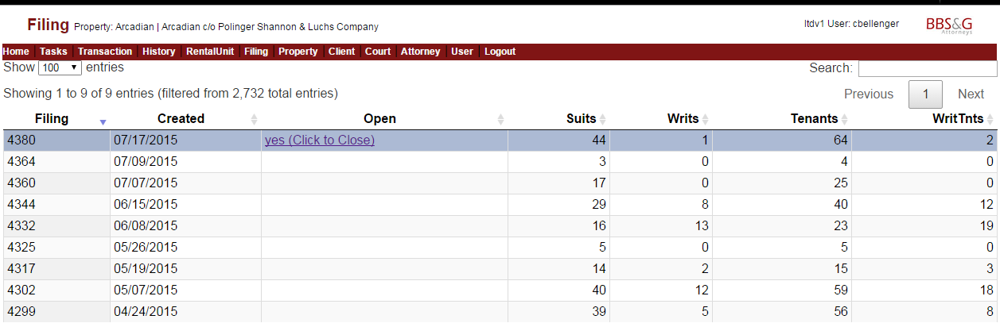 Filing Property: Arcadian | Arcadian c/o Polinger Shannon & Luchs Company
ltdv1 User: cbellenger
BBS&G
Attorneys
Home Tasks Transaction History RentalUnit Filing Property Client Court Attorney User Logout
Show 100 entries
Search:
Showing 1 to 9 of 9 entries (filtered from 2,732 total entries)
Previous 1 Next
Filing Created Open Suits Writs Tenants WritTnts
4380 07/17/2015 yes (Click to Close) 44 1 64 2
4364 07/09/2015 3 0 4 0
4360 07/07/2015 17 0 25 0
4344 06/15/2015 29 8 40 12
4332 06/08/2015 16 13 23 19
4325 05/26/2015 5 0 5 0
4317 05/19/2015 14 2 15 3
4302 05/07/2015 40 12 59 18
4299 04/24/2015 39 5 56 8